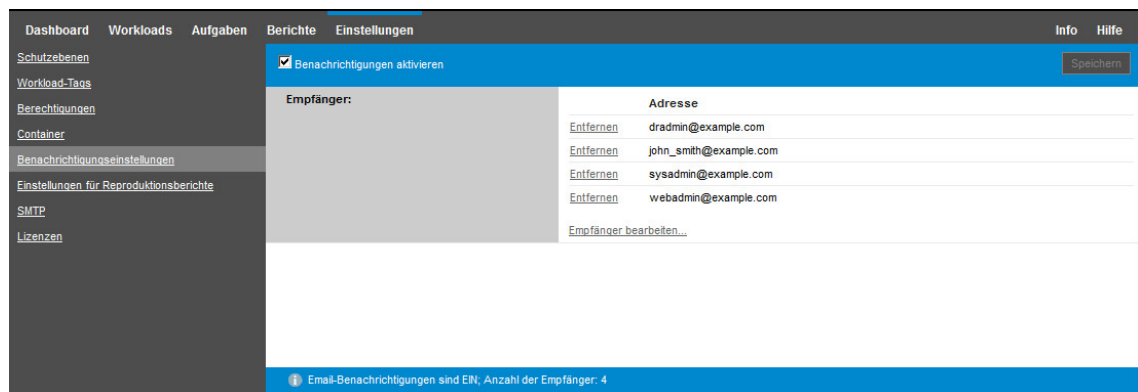 Dashboard Workloads Aufgaben Berichte Einstellungen Info Hilfe
Schutzebenen
Workload-Tags
Berechtigungen
Container
Benachrichtigungseinstellungen
Einstellungen für Reproduktionsberichte
SMTP
Lizenzen
Benachrichtigungen aktivieren
Speichern
Empfänger:
Adresse
Entfernen dradmin@example.com
Entfernen john_smith@example.com
Entfernen sysadmin@example.com
Entfernen webadmin@example.com
Empfänger bearbeiten...
Email-Benachrichtigungen sind EIN; Anzahl der Empfänger: 4